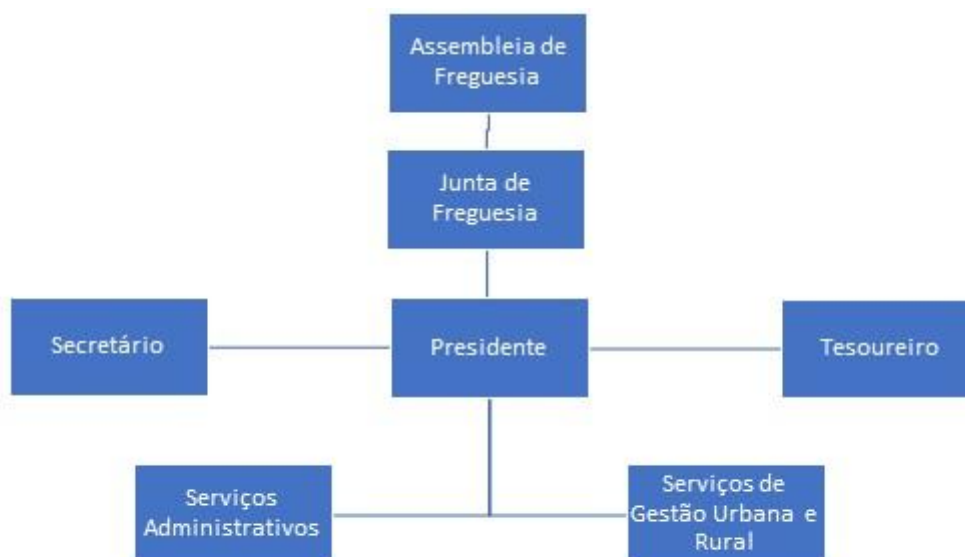 Assembleia de
Freguesia
Junta de
Freguesia
Secretário
Presidente
Tesoureiro
Serviços
Administrativos
Serviços de
Gestão Urbana e
Rural